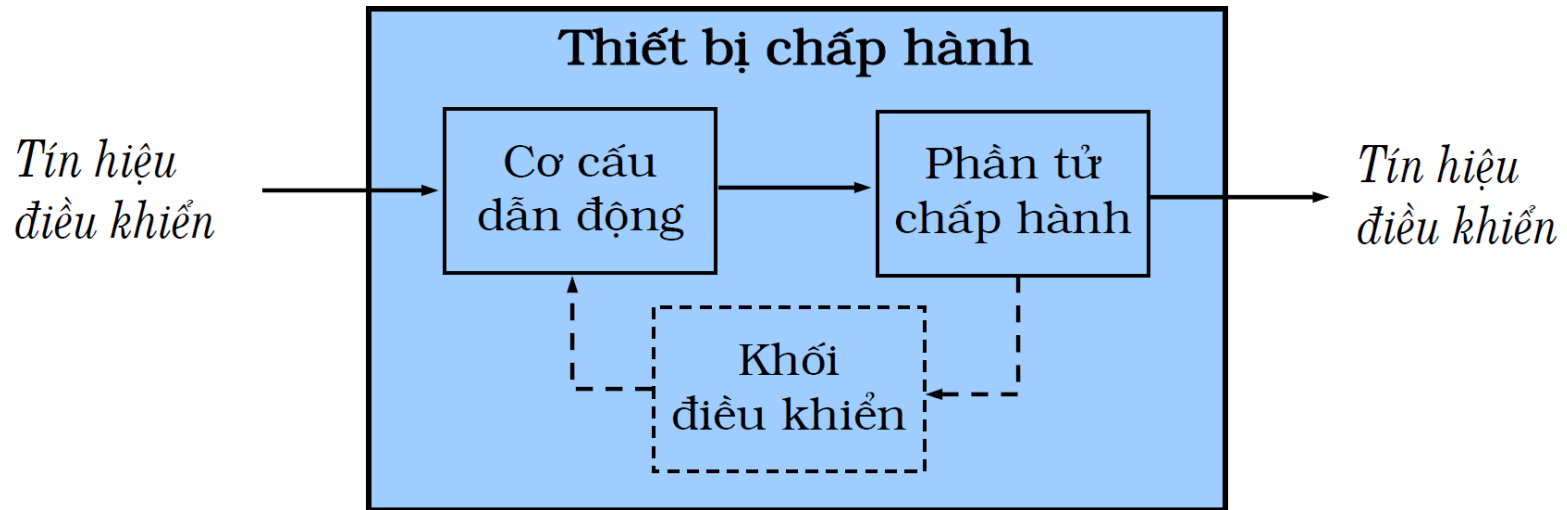 Thiết bị chấp hành
Tín hiệu
điều khiển
Cơ cấu
dẫn động
Phần tử
chấp hành
Tín hiệu
điều khiển
Khối
điều khiển